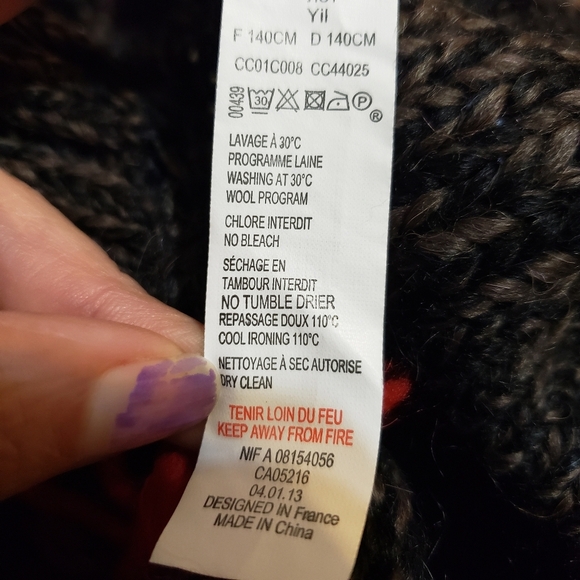 Yil
F 140CM D 140CM
CC01C008 CC44025
00439
30 P ®
LAVAGE À 30°C
PROGRAMME LAINE
WASHING AT 30°C
WOOL PROGRAM
CHLORE INTERDIT
NO BLEACH
SÉCHAGE EN
TAMBOUR INTERDIT
NO TUMBLE DRIER
REPASSAGE DOUX 110°C
COOL IRONING 110°C
NETTOYAGE À SEC AUTORISE
DRY CLEAN
TENIR LOIN DU FEU
KEEP AWAY FROM FIRE
NIF A 08154056
CA05216
04.01.13
DESIGNED IN France
MADE IN China